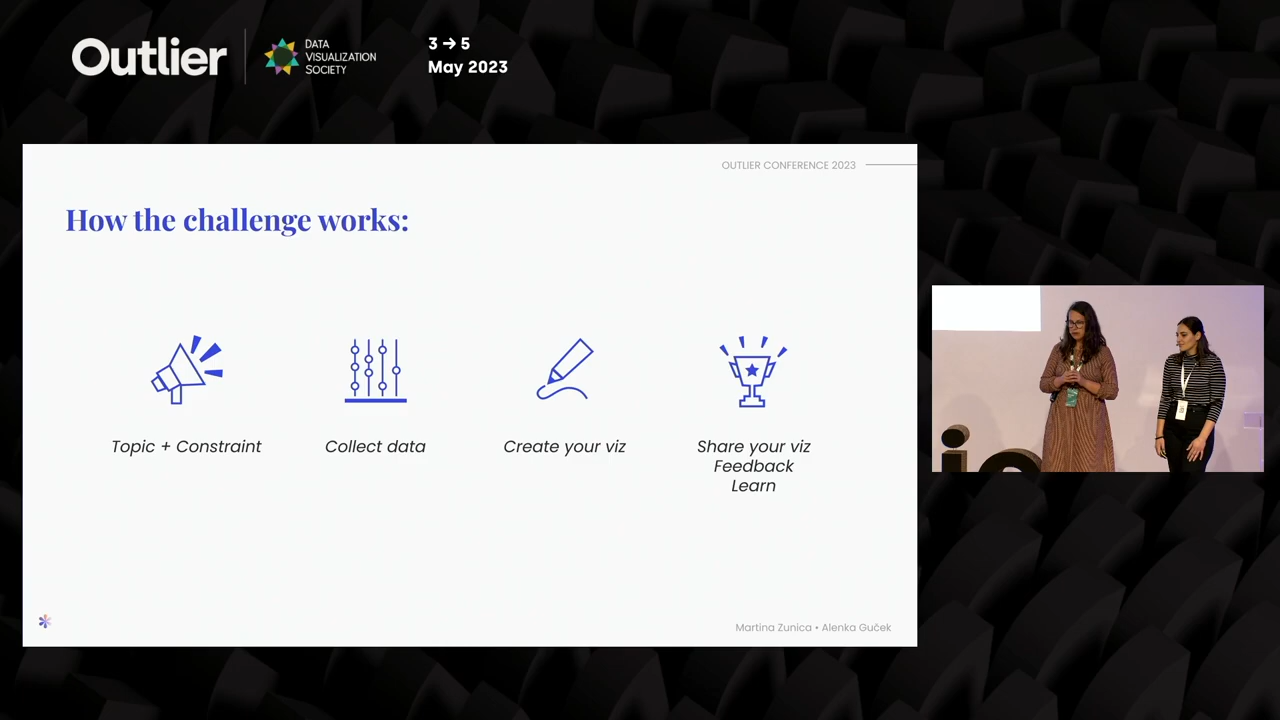 Outlier
DATA
VISUALIZATION
SOCIETY
3 → 5
May 2023
OUTLIER CONFERENCE 2023
How the challenge works:
Topic + Constraint
Collect data
Create your viz
Share your viz
Feedback
Learn
Martina Zunica • Alenka Guček